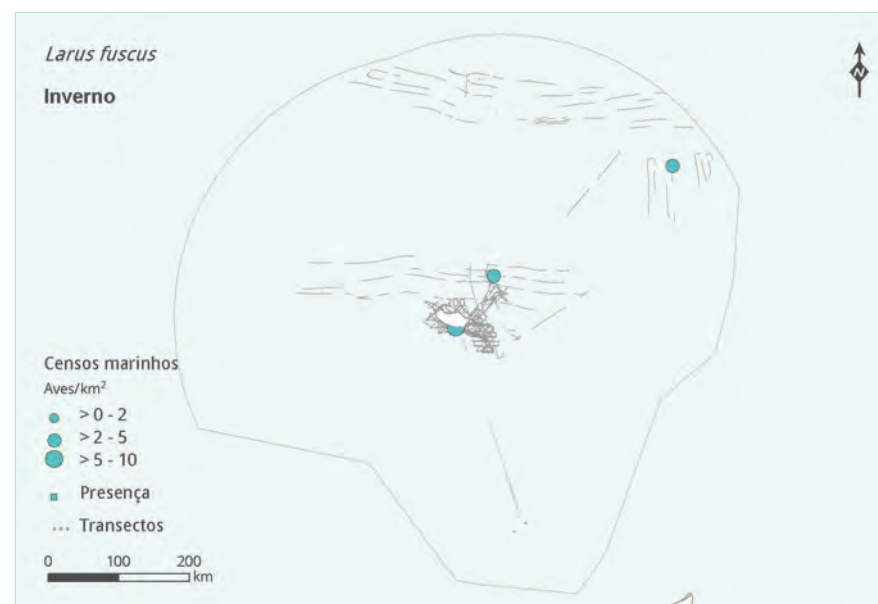 Larus fuscus
Inverno
N
200
Censos marinhos
Aves/km²
> 0 - 2
> 2 - 5
> 5 - 10
Presença
... Transectos
0 100 200
km